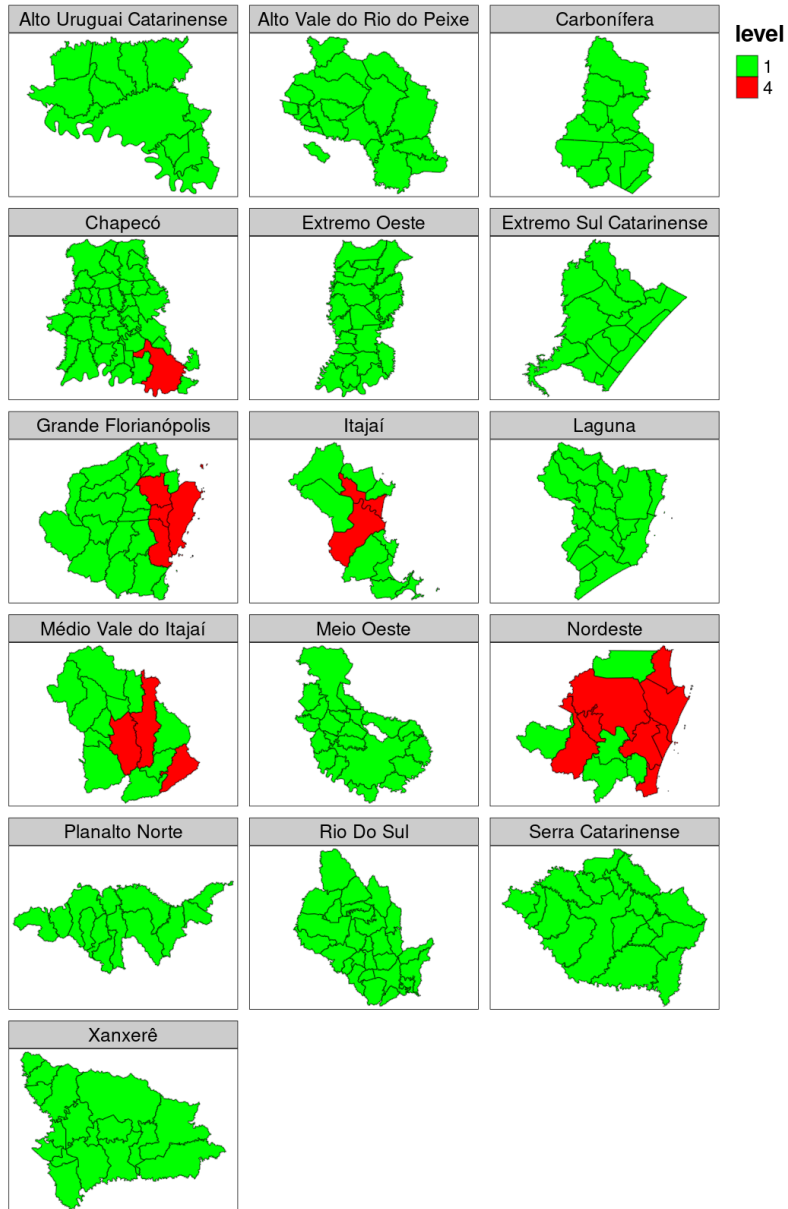 Alto Uruguai Catarinense
Alto Vale do Rio do Peixe
Carbonífera
level
1
4
Chapecó
Extremo Oeste
Extremo Sul Catarinense
Grande Florianópolis
Itajaí
Laguna
Médio Vale do Itajaí
Meio Oeste
Nordeste
Planalto Norte
Rio Do Sul
Serra Catarinense
Xanxerê